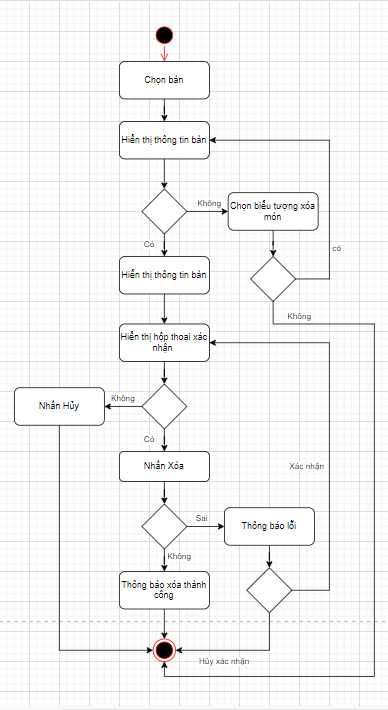 Chọn bàn
Hiển thị thông tin bàn
Không
Chọn biểu tượng xóa
món
Có
có
Hiển thị thông tin bàn
Không
Hiển thị hộp thoại xác
nhận
Nhấn Hủy
Không
Có
Nhấn Xóa
Xác nhận
Sai
Thông báo lỗi
Không
Thông báo xóa thành
công
Hủy xác nhận